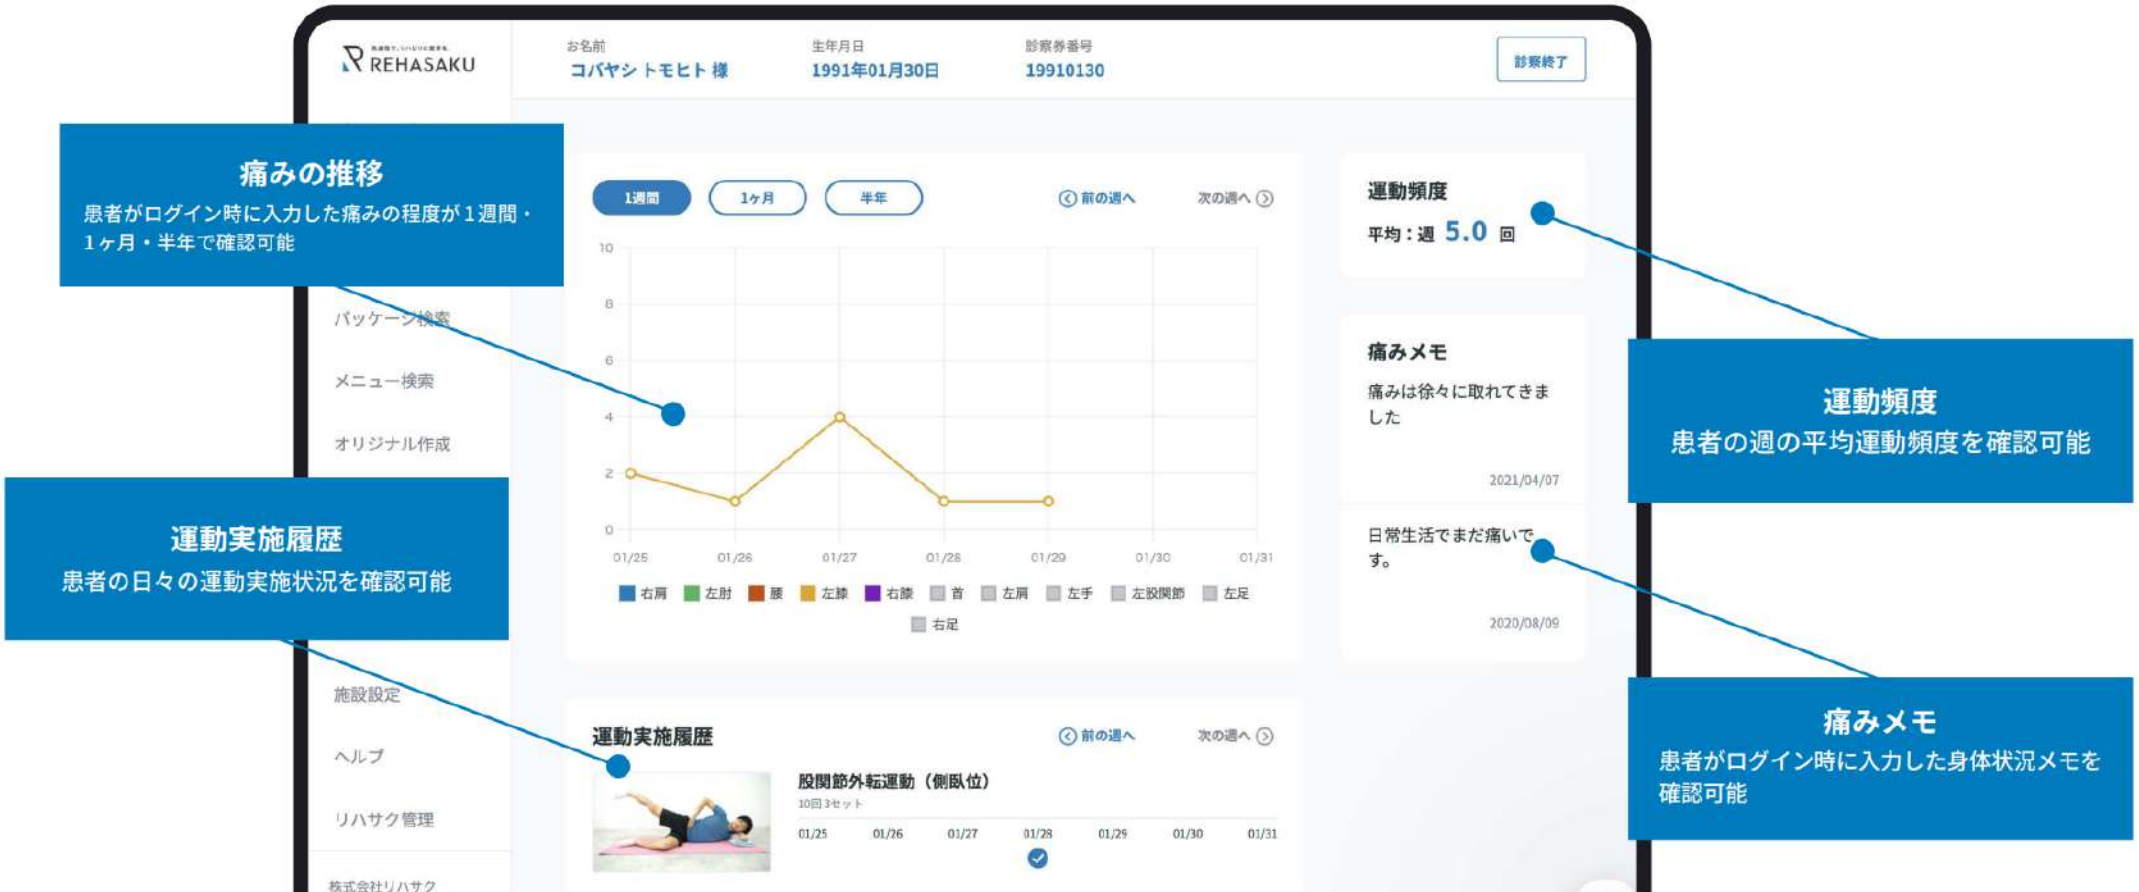 REHASAKU
お名前
コバヤシ トモヒト 様
生年月日
1991年01月30日
診察券番号
19910130
診察終了
痛みの推移
患者がログイン時に入力した痛みの程度が1週間・
1ヶ月・半年で確認可能
パッケージ検索
メニュー検索
オリジナル作成
運動実施履歴
患者の日々の運動実施状況を確認可能
施設設定
ヘルプ
リハサク管理
株式会社リハサク
1週間
1ヶ月
半年
前の週へ
次の週へ
10
8
6
4
2
0
01/25 01/26 01/27 01/28 01/29 01/30 01/31
右肩 左肘 腰 左膝 右膝 首 左肩 左手 左股関節 左足
右足
運動頻度
平均：週 5.0 回
痛みメモ
痛みは徐々に取れてきま
した
2021/04/07
日常生活でまだ痛いで
す。
2020/08/09
運動頻度
患者の週の平均運動頻度を確認可能
痛みメモ
患者がログイン時に入力した身体状況メモを
確認可能
運動実施履歴
前の週へ
次の週へ
股関節外転運動（側臥位）
10回 3セット
01/25 01/26 01/27 01/28 01/29 01/30 01/31